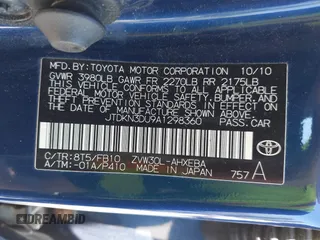 MFD. BY: TOYOTA MOTOR CORPORATION 10/10
GVWR 3980LB GAWR FR 2270LB RR 2175LB
THIS VEHICLE CONFORMS TO ALL APPLICABLE
FEDERAL MOTOR VEHICLE SAFETY, BUMPER, AND
THEFT PREVENTION STANDARDS IN EFFECT ON
THE DATE OF MANUFACTURE SHOWN ABOVE.
JTDKN3DU9A1298360 PASS.CAR
C/TR: 8T5/FB10 ZVW30L-AHXEBA
A/TM: -01A/P410 MADE IN JAPAN 757 A
DREAMBID